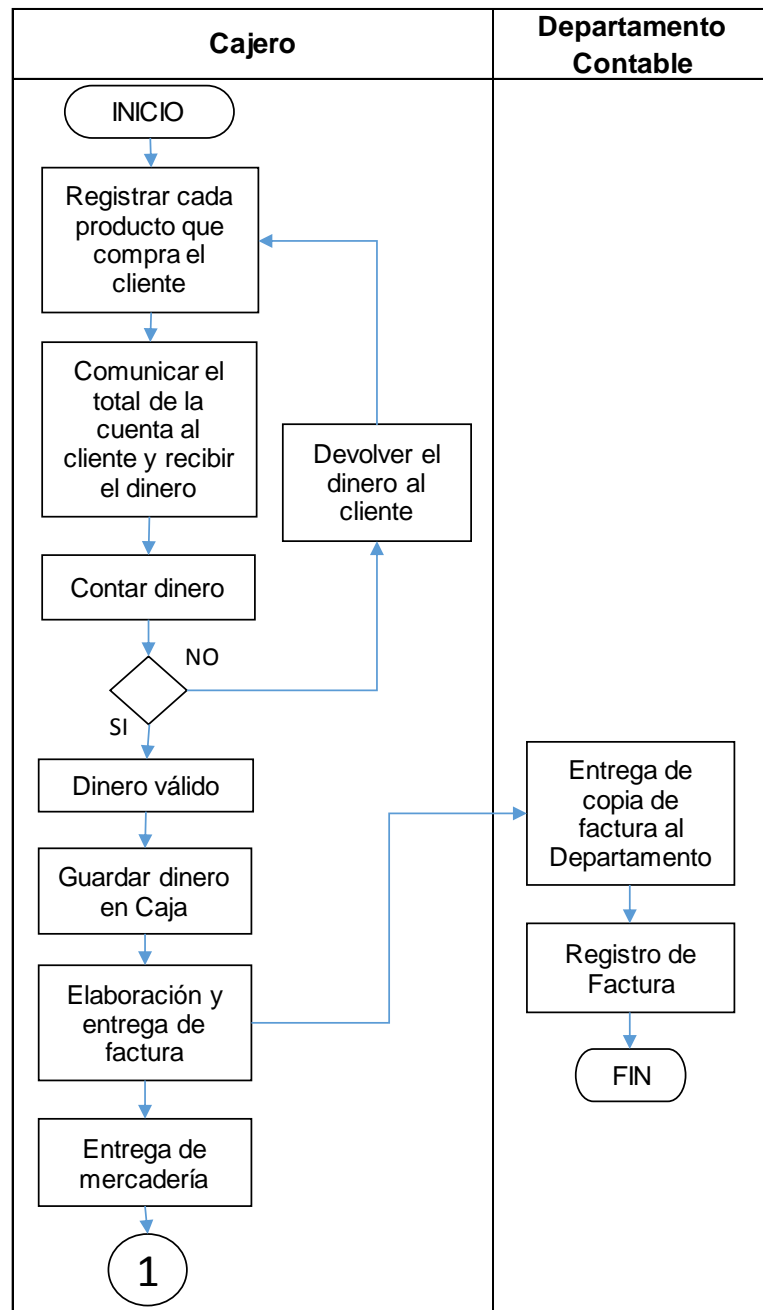 Cajero
Departamento
Contable
INICIO
Registrar cada
producto que
compra el
cliente
Comunicar el
total de la
cuenta al
cliente y recibir
el dinero
Devolver el
dinero al
cliente
Contar dinero
NO
SI
Dinero válido
Guardar dinero
en Caja
Elaboración y
entrega de
factura
Entrega de
mercadería
1
Entrega de
copia de
factura al
Departamento
Registro de
Factura
FIN